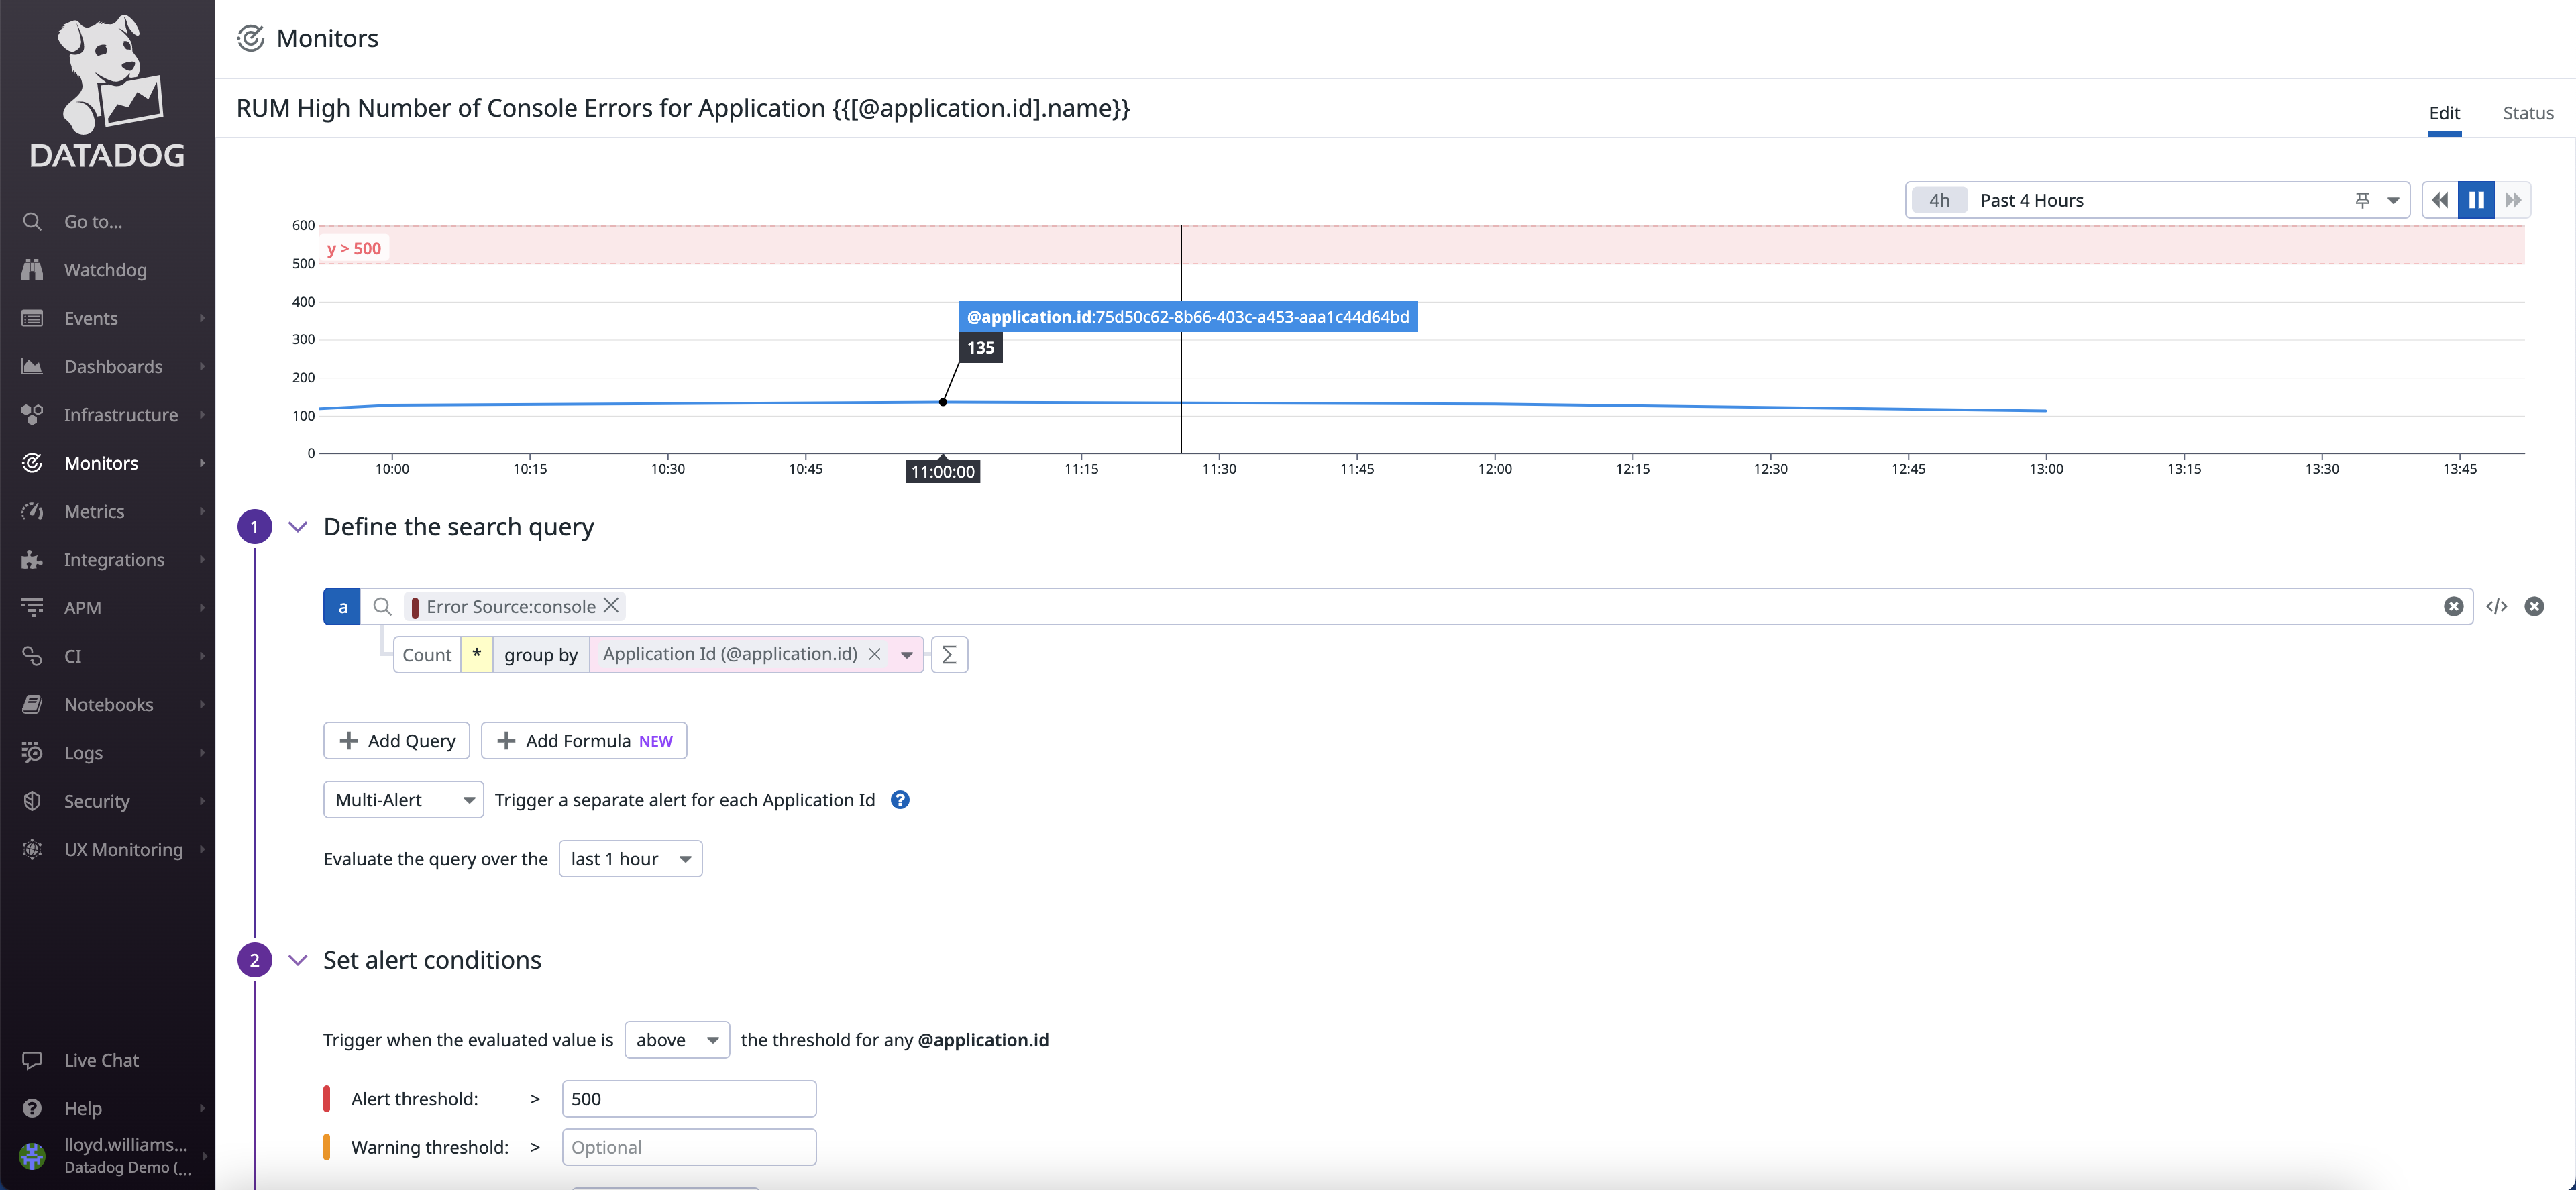 DATADOG
Go to...
Watchdog
Events
Dashboards
Infrastructure
Monitors
Metrics
Integrations
APM
CI
Notebooks
Logs
Security
UX Monitoring
Live Chat
Help
lloyd.williams...
Datadog Demo (...
Monitors
RUM High Number of Console Errors for Application {{[@application.id].name}}
Edit Status
4h Past 4 Hours
600
y > 500
500
400
@application.id:75d50c62-8b66-403c-a453-aaa1c44d64bd
300
135
200
100
0
10:00 10:15 10:30 10:45 11:00:00 11:15 11:30 11:45 12:00 12:15 12:30 12:45 13:00 13:15 13:30 13:45
1 Define the search query
a Error Source:console </>
Count * group by Application Id (@application.id) Σ
+ Add Query + Add Formula NEW
Multi-Alert Trigger a separate alert for each Application Id ?
Evaluate the query over the last 1 hour
2 Set alert conditions
Trigger when the evaluated value is above the threshold for any @application.id
Alert threshold: > 500
Warning threshold: > Optional